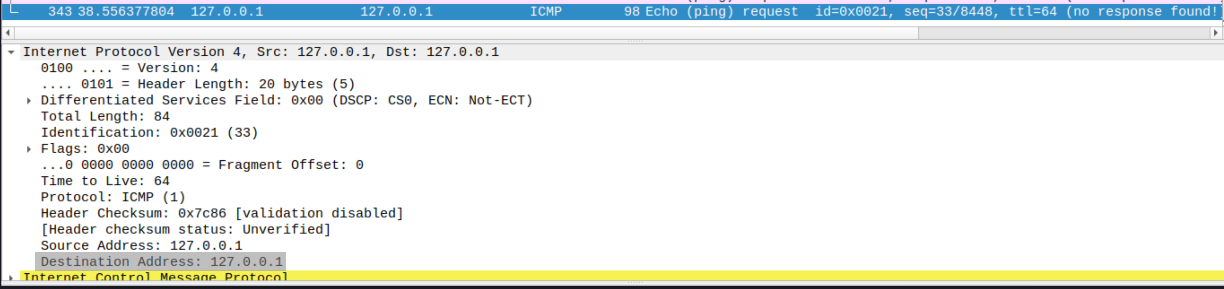 343 38.556377804 127.0.0.1 127.0.0.1 ICMP 98 Echo (ping) request id=0x0021, seq=33/8448, ttl=64 (no response found!)
Internet Protocol Version 4, Src: 127.0.0.1, Dst: 127.0.0.1
0100 .... = Version: 4
.... 0101 = Header Length: 20 bytes (5)
Differentiated Services Field: 0x00 (DSCP: CS0, ECN: Not-ECT)
Total Length: 84
Identification: 0x0021 (33)
Flags: 0x00
...0 0000 0000 0000 = Fragment Offset: 0
Time to Live: 64
Protocol: ICMP (1)
Header Checksum: 0x7c86 [validation disabled]
[Header checksum status: Unverified]
Source Address: 127.0.0.1
Destination Address: 127.0.0.1
Internet Control Message Protocol